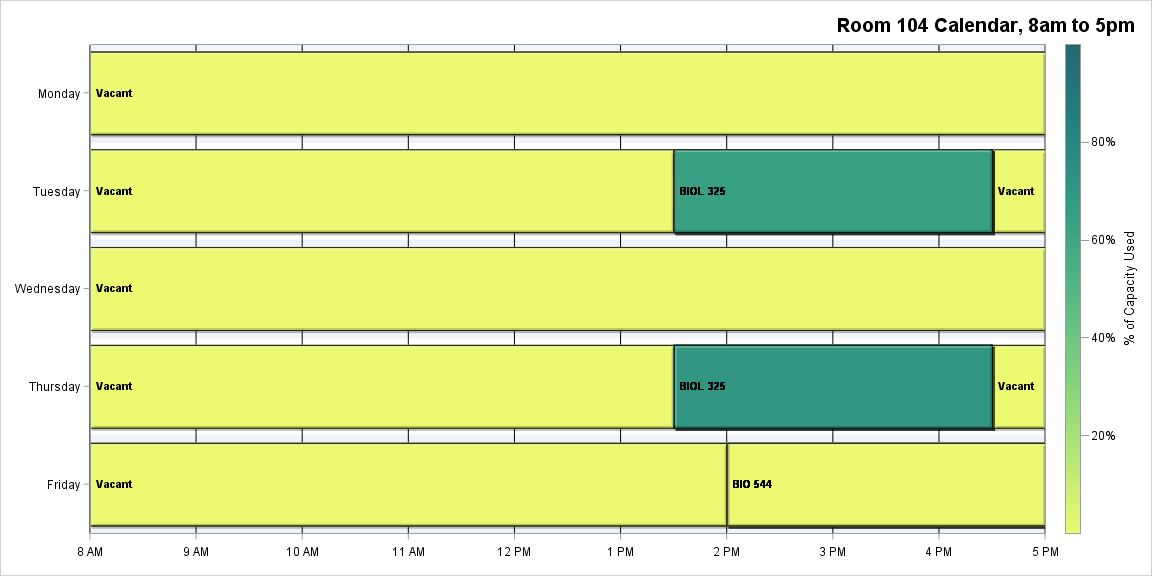 Room 104 Calendar, 8am to 5pm
Monday
Vacant
Tuesday
Vacant
BIOL 325
Vacant
Wednesday
Vacant
Thursday
Vacant
BIOL 325
Vacant
Friday
Vacant
BIO 544
8 AM
9 AM
10 AM
11 AM
12 PM
1 PM
2 PM
3 PM
4 PM
5 PM
80%
60%
40%
20%
% of Capacity Used